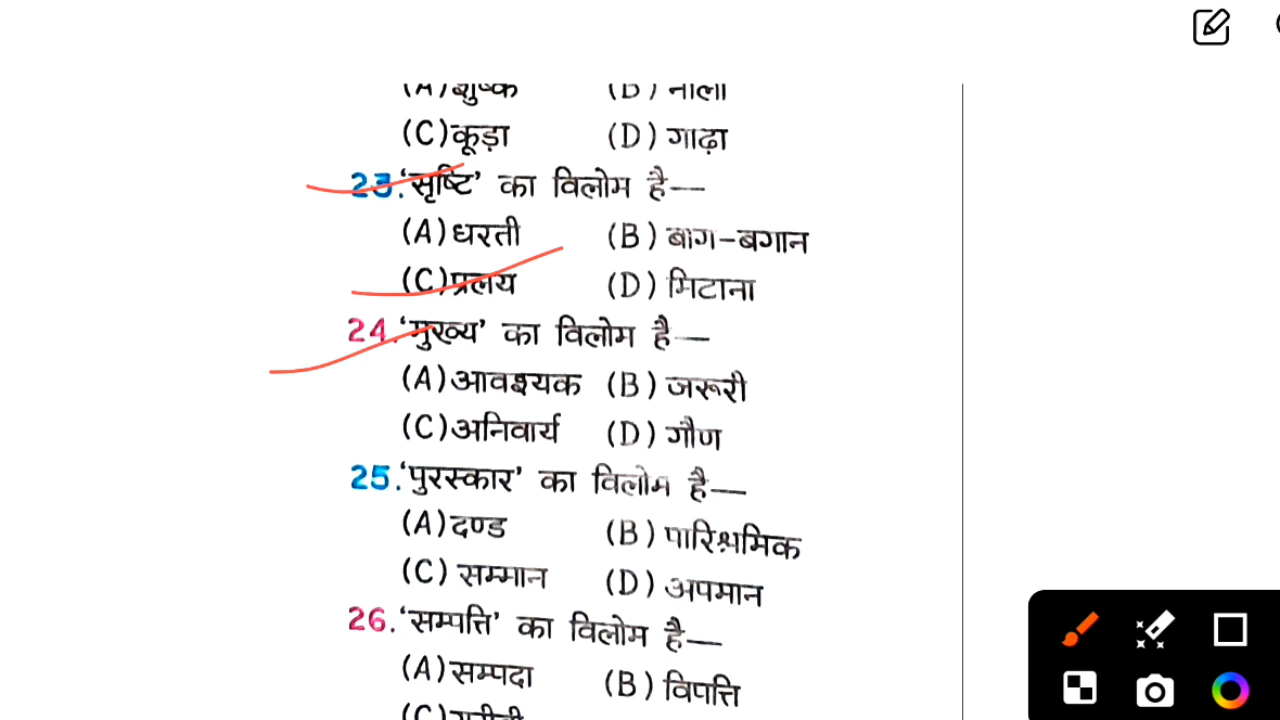 (A) शुष्क (B) नाला
(C) कूड़ा (D) गाढ़ा
23. 'सृष्टि' का विलोम है—
(A) धरती (B) बाग-बगान
(C) प्रलय (D) मिटाना
24. 'मुख्य' का विलोम है—
(A) आवश्यक (B) जरूरी
(C) अनिवार्य (D) गौण
25. 'पुरस्कार' का विलोम है—
(A) दण्ड (B) पारिश्रमिक
(C) सम्मान (D) अपमान
26. 'सम्पत्ति' का विलोम है—
(A) सम्पदा (B) विपत्ति
(C)